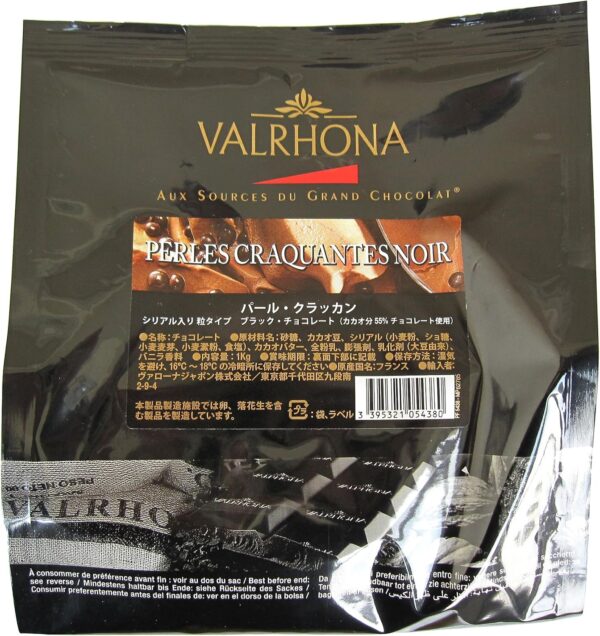 VALRHONA
AUX SOURCES DU GRAND CHOCOLAT®
PERLES CRAQUANTES NOIR
パール・クラッカン
シリアル入り 粒タイプ ブラック・チョコレート（カカオ分 55% チョコレート使用）
●名称：チョコレート ●原材料名：砂糖、カカオ豆、シリアル（小麦粉、ショ糖、
小麦麦芽、小麦澱粉、食塩）、カカオバター、全粉乳、膨張剤、乳化剤（大豆由来）、
バニラ香料 ●内容量：1Kg ●賞味期限：裏面下部に記載 ●保存方法：湿気
を避け、16℃ ～ 18℃の冷暗所に保存してください●原産国名：フランス ●輸入者：
ヴァローナジャポン株式会社／東京都千代田区九段南
2-9-4
本製品製造施設では卵、落花生を含
む製品を製造しています。
：袋、ラベル
3 395321 054380
PESO NETO
VALRHO
À consommer de préférence avant fin : voir au dos du sac / Best before end:
see reverse / Mindestens haltbar bis Ende: siehe Rückseite des Sackes /
Consumir preferentemente antes del finales de: ver en el dorso de la bolsa /
Da preferibilm entro fine: